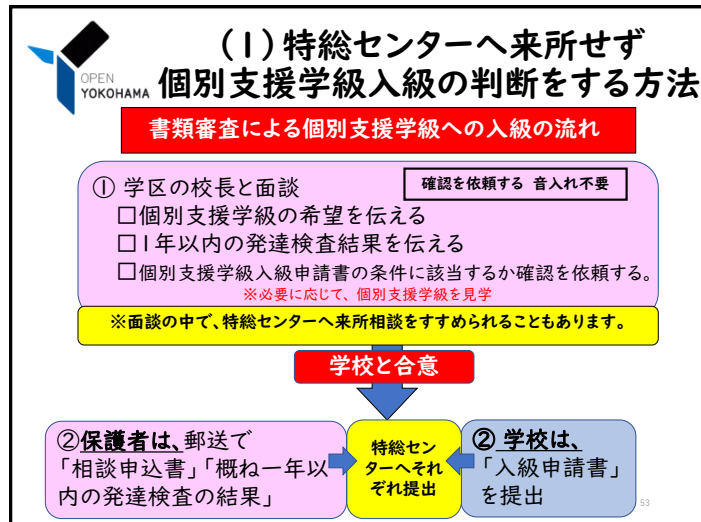 (1)特総センターへ来所せず
個別支援学級入級の判断をする方法
OPEN
YOKOHAMA
書類審査による個別支援学級への入級の流れ
① 学区の校長と面談
確認を依頼する 音入れ不要
□個別支援学級の希望を伝える
□1年以内の発達検査結果を伝える
□個別支援学級入級申請書の条件に該当するか確認を依頼する。
※必要に応じて、個別支援学級を見学
※面談の中で、特総センターへ来所相談をすすめられることもあります。
学校と合意
②保護者は、郵送で
「相談申込書」「概ね一年以
内の発達検査の結果」
特総セン
ターへそれ
ぞれ提出
② 学校は、
「入級申請書」
を提出
53